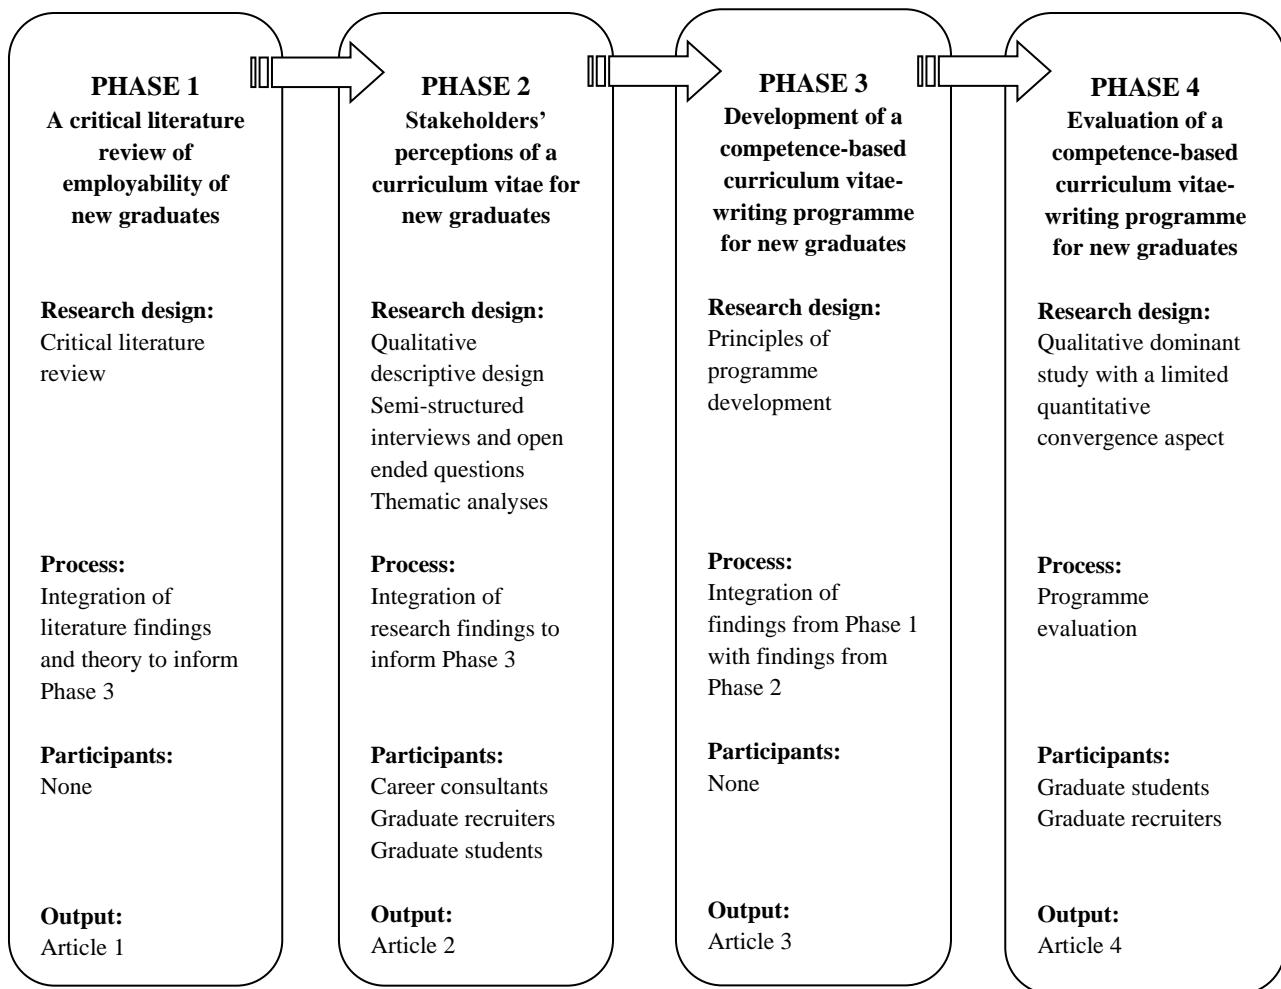 PHASE 1
A critical literature
review of
employability of
new graduates
Research design:
Critical literature
review
Process:
Integration of
literature findings
and theory to inform
Phase 3
Participants:
None
Output:
Article 1
PHASE 2
Stakeholders’
perceptions of a
curriculum vitae for
new graduates
Research design:
Qualitative
descriptive design
Semi-structured
interviews and open
ended questions
Thematic analyses
Process:
Integration of
research findings to
inform Phase 3
Participants:
Career consultants
Graduate recruiters
Graduate students
Output:
Article 2
PHASE 3
Development of a
competence-based
curriculum vitae-
writing programme
for new graduates
Research design:
Principles of
programme
development
Process:
Integration of
findings from Phase 1
with findings from
Phase 2
Participants:
None
Output:
Article 3
PHASE 4
Evaluation of a
competence-based
curriculum vitae-
writing programme
for new graduates
Research design:
Qualitative dominant
study with a limited
quantitative
convergence aspect
Process:
Programme
evaluation
Participants:
Graduate students
Graduate recruiters
Output:
Article 4